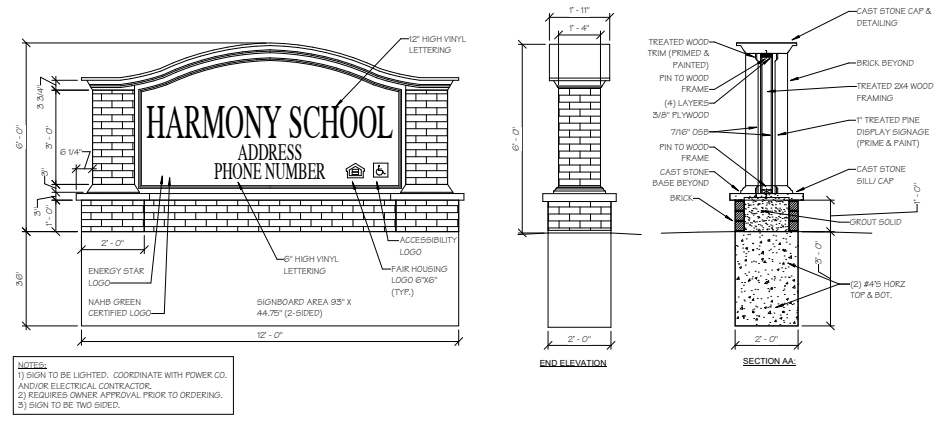 12" HIGH VINYL
LETTERING
6' - 0"
3 3/4"
3' - 0"
6 1/4"
3"
3"
1' - 0"
36"
HARMONY SCHOOL
ADDRESS
PHONE NUMBER
2' - 0"
ENERGY STAR
LOGO
NAHB GREEN
CERTIFIED LOGO
6" HIGH VINYL
LETTERING
SIGNBOARD AREA 93" X
44.75" (2-SIDED)
ACCESSIBILITY
LOGO
FAIR HOUSING
LOGO 6"X6"
(TYP.)
12' - 0"
NOTES:
1) SIGN TO BE LIGHTED. COORDINATE WITH POWER CO.
AND/OR ELECTRICAL CONTRACTOR.
2) REQUIRES OWNER APPROVAL PRIOR TO ORDERING.
3) SIGN TO BE TWO SIDED.
1' - 11"
1' - 4"
6' - 0"
2' - 0"
END ELEVATION
TREATED WOOD
TRIM (PRIMED &
PAINTED)
PIN TO WOOD
FRAME
(4) LAYERS
3/8" PLYWOOD
7/16" OSB
PIN TO WOOD
FRAME
CAST STONE
BASE BEYOND
BRICK
CAST STONE CAP &
DETAILING
BRICK BEYOND
TREATED 2X4 WOOD
FRAMING
1" TREATED PINE
DISPLAY SIGNAGE
(PRIME & PAINT)
CAST STONE
SILL/ CAP
1' - 0"
GROUT SOLID
3' - 0"
(2) #4'S HORZ
TOP & BOT.
2' - 0"
SECTION AA: